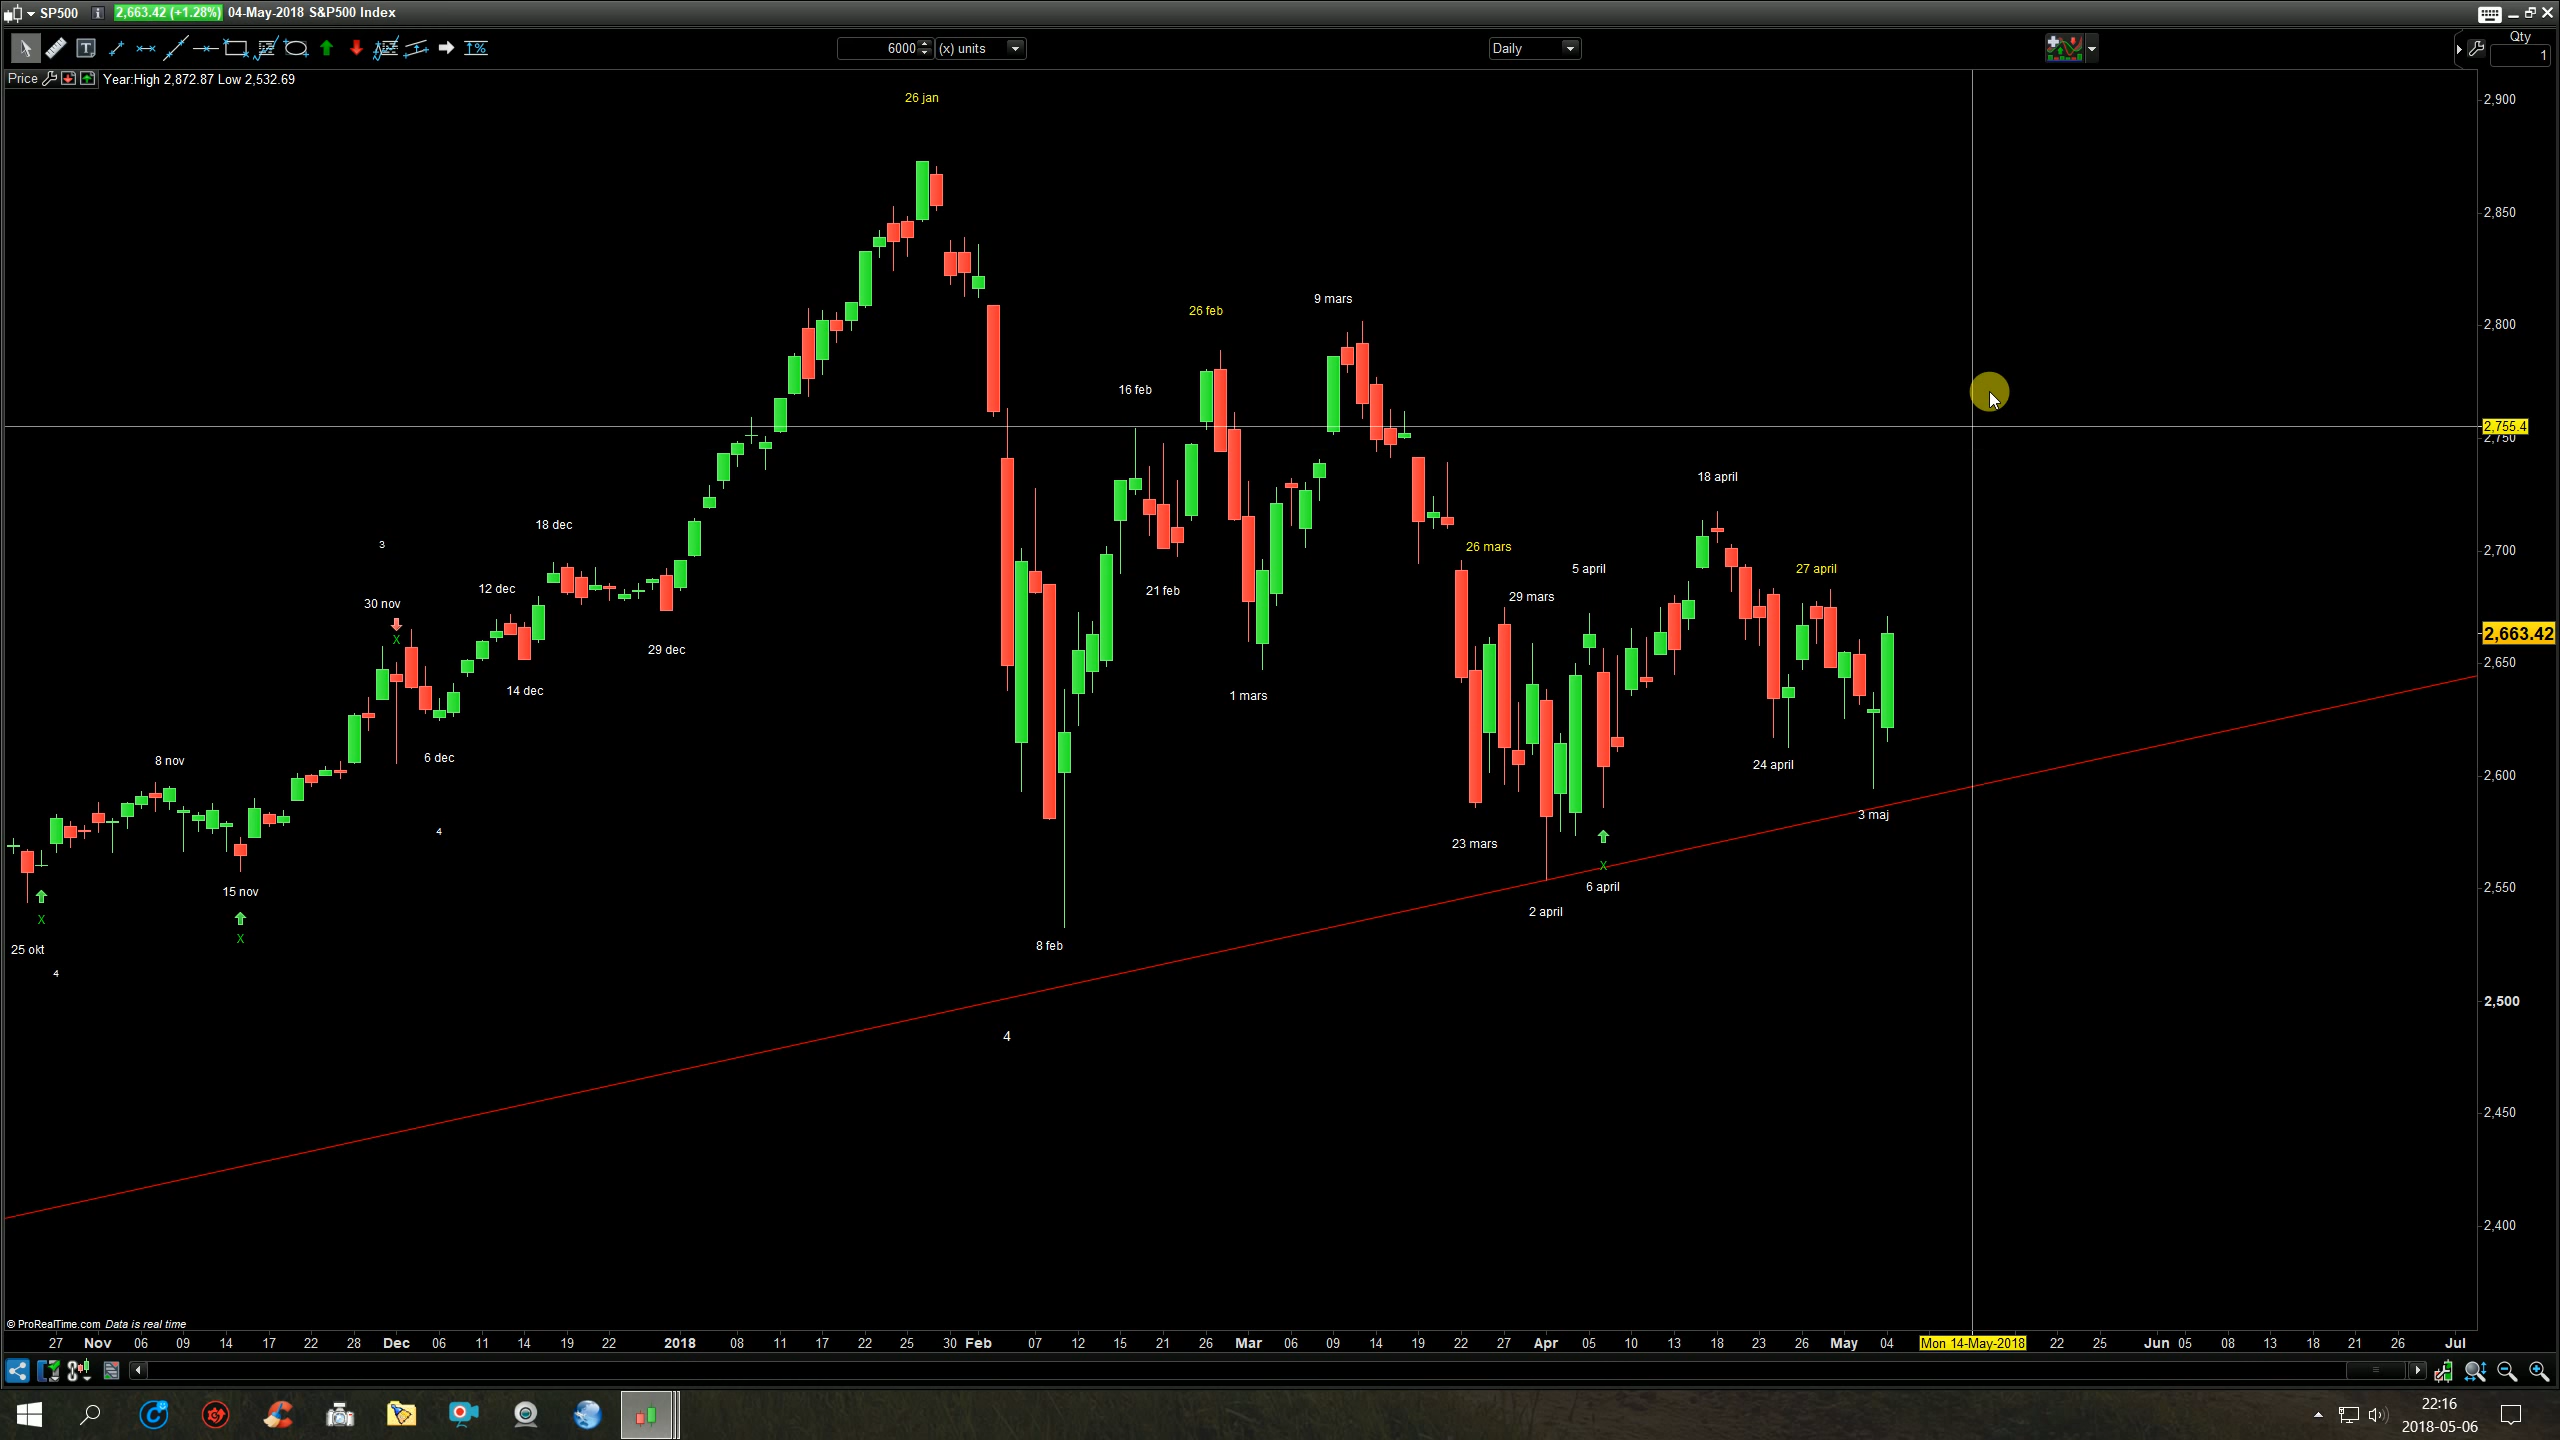 SP500 i 2,663.42 (+1.28%) 04-May-2018 S&P500 Index
T 6000 (x) units Daily Qty
1
Price Year:High 2,872.87 Low 2,532.69
26 jan
2,900
2,850
9 mars
26 feb
2,800
16 feb
2,755.4
2,750
18 april
18 dec
3
26 mars
2,700
5 april
27 april
12 dec
21 feb
29 mars
30 nov
X
2,663.42
29 dec
2,650
14 dec
1 mars
6 dec
8 nov
24 april
2,600
3 maj
4
23 mars
X
6 april
2,550
15 nov
2 april
X
X
8 feb
25 okt
4
2,500
4
2,450
2,400
© ProRealTime.com Data is real time
27 Nov 06 09 14 17 22 28 Dec 06 11 14 19 22 2018 08 11 17 22 25 30 Feb 07 12 15 21 26 Mar 06 09 14 19 22 27 Apr 05 10 13 18 23 26 May 04 Mon 14-May-2018 22 25 Jun 05 08 13 18 21 26 Jul
22:16
2018-05-06